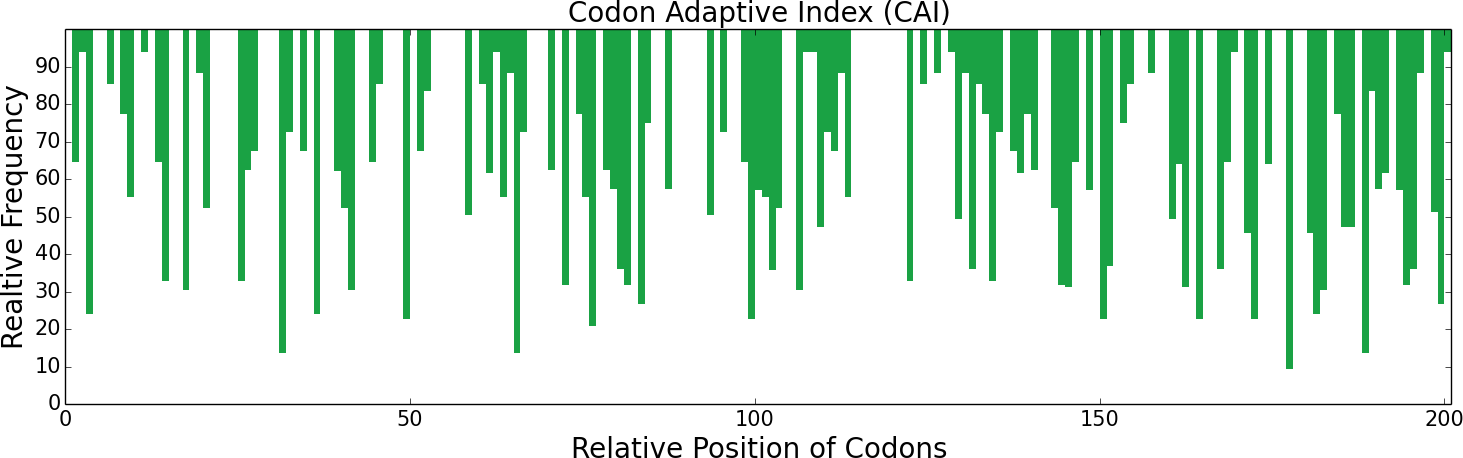 Codon Adaptive Index (CAI)
Realtive Frequency
90
80
70
60
50
40
30
20
10
0
0 50 100 150 200
Relative Position of Codons